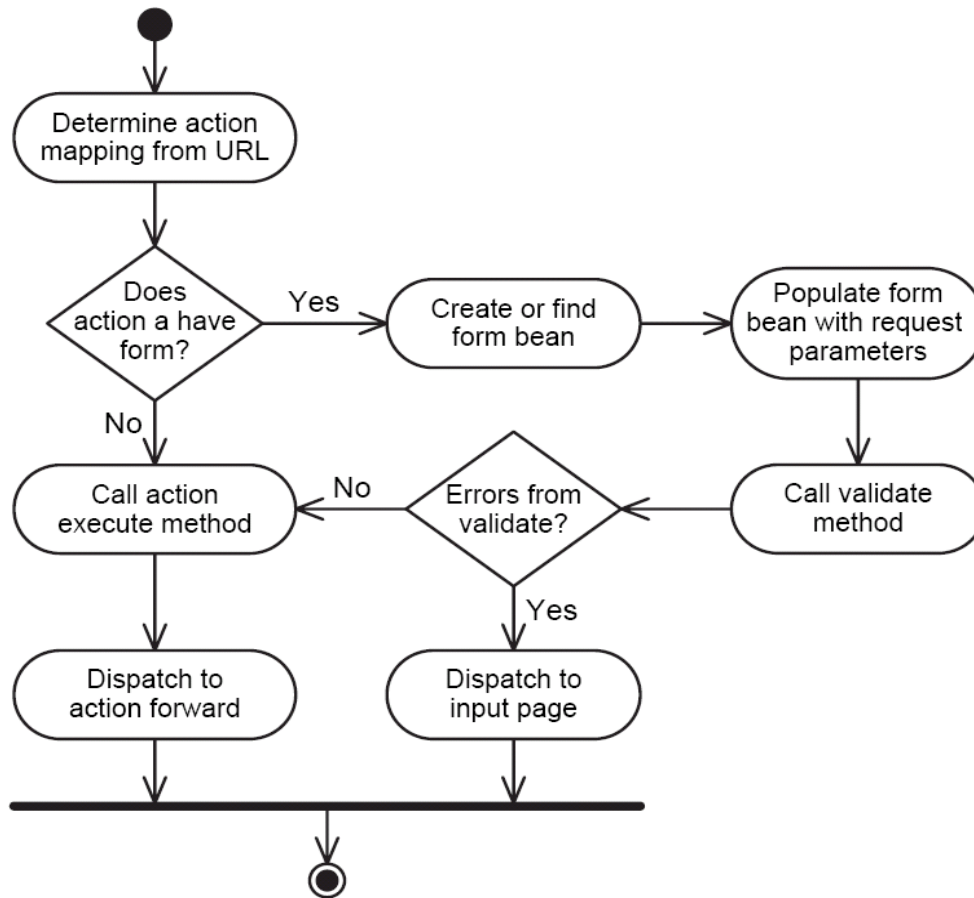 Determine action
mapping from URL
Does
action a have
form?
Yes
Create or find
form bean
Populate form
bean with request
parameters
No
Call action
execute method
No
Errors from
validate?
Call validate
method
Yes
Dispatch to
action forward
Dispatch to
input page